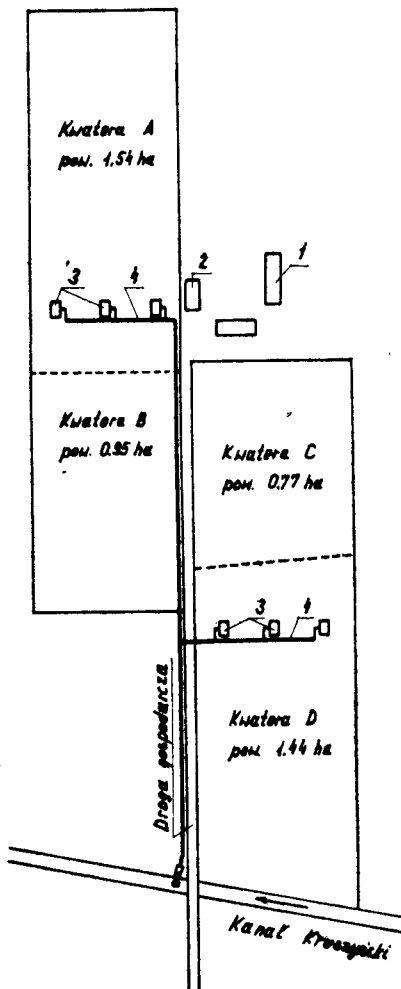 Kwatera A
pow. 1.54 ha
1
2
3
4
Kwatera B
pow. 0.95 ha
Kwatera C
pow. 0.77 ha
3
4
Kwatera D
pow. 1.44 ha
Droga gospodarcza
Kanał